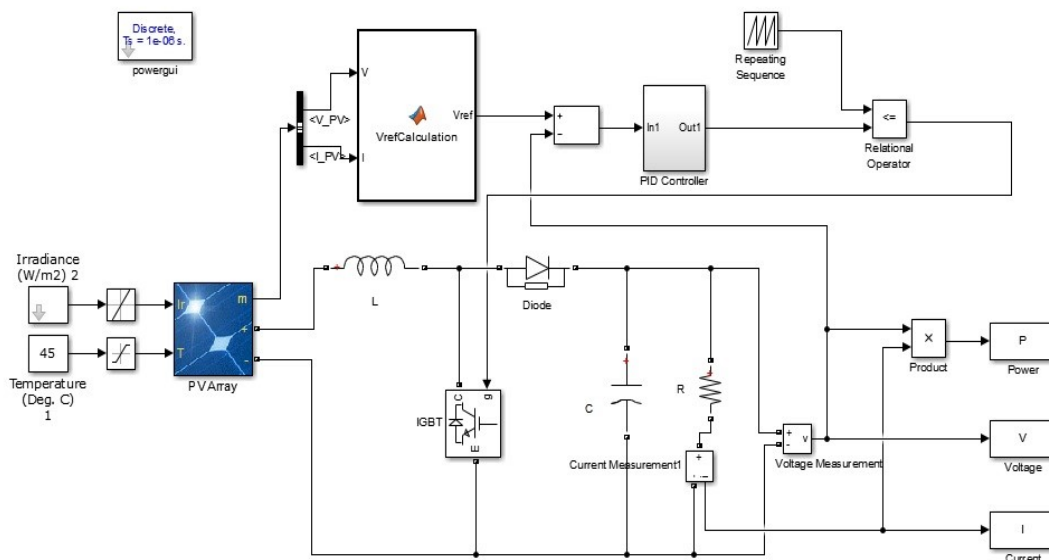 Discrete,
Ts = 1e-06 s.
powergui
V
<V_PV>
<I_PV>
I
VrefCalculation
Vref
+
−
In1
Out1
PID Controller
Repeating
Sequence
<=
Relational
Operator
Irradiance
(W/m2) 2
45
Temperature
(Deg. C)
1
Ir
T
m
+
-
PV Array
+
L
Diode
IGBT
C
g
E
+
C
+
R
Current Measurement1
+
-
+
-
v
Voltage Measurement
×
Product
P
Power
V
Voltage
I
Current